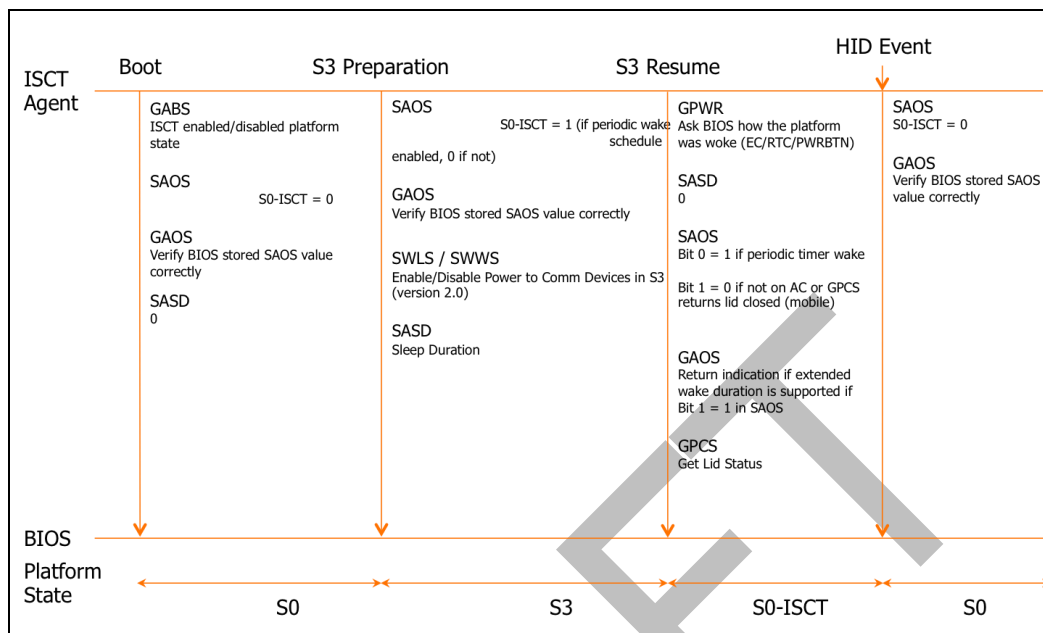 HID Event
Boot
S3 Preparation
S3 Resume
ISCT
Agent
GABS
ISCT enabled/disabled platform
state
SAOS
S0-ISCT = 0
GAOS
Verify BIOS stored SAOS value
correctly
SASD
0
SAOS
S0-ISCT = 1 (if periodic wake
schedule
enabled, 0 if not)
GAOS
Verify BIOS stored SAOS value correctly
SWLS / SWWS
Enable/Disable Power to Comm Devices in S3
(version 2.0)
SASD
Sleep Duration
GPWR
Ask BIOS how the platform
was woke (EC/RTC/PWRBTN)
SASD
0
SAOS
Bit 0 = 1 if periodic timer wake
Bit 1 = 0 if not on AC or GPCS
returns lid closed (mobile)
GAOS
Return indication if extended
wake duration is supported if
Bit 1 = 1 in SAOS
GPCS
Get Lid Status
SAOS
S0-ISCT = 0
GAOS
Verify BIOS stored SAOS
value correctly
BIOS
Platform
State
S0
S3
S0-ISCT
S0